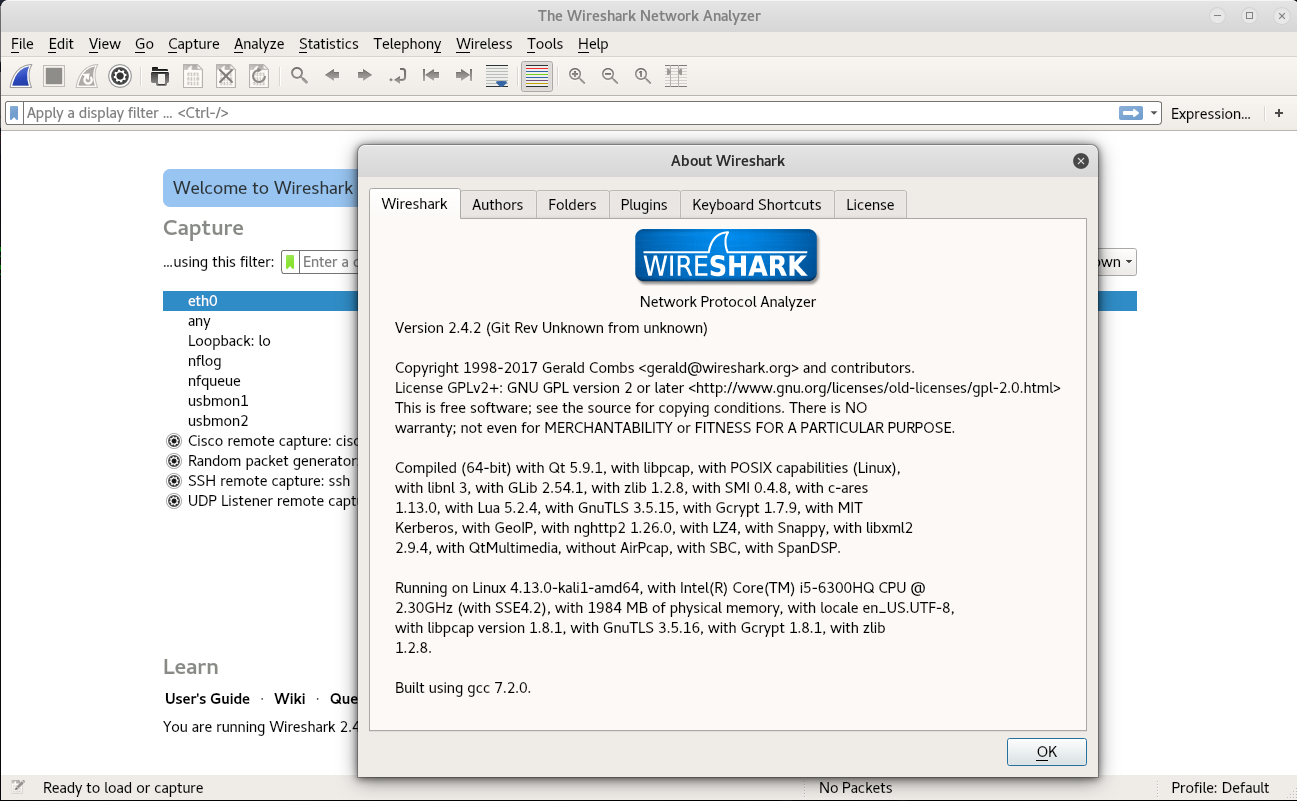 The Wireshark Network Analyzer
File Edit View Go Capture Analyze Statistics Telephony Wireless Tools Help
Apply a display filter ... <Ctrl-/>
Expression...
+
Welcome to Wireshark
Capture
...using this filter:
Enter a
eth0
any
Loopback: lo
nflog
nfqueue
usbmon1
usbmon2
Cisco remote capture:
Random packet generator
SSH remote capture: ssh
UDP Listener remote
Learn
User's Guide · Wiki ·
You are running Wireshark
About Wireshark
Wireshark Authors Folders Plugins Keyboard Shortcuts License
WIRESHARK
Network Protocol Analyzer
Version 2.4.2 (Git Rev Unknown from unknown)
Copyright 1998-2017 Gerald Combs <gerald@wireshark.org> and contributors.
License GPLv2+: GNU GPL version 2 or later <http://www.gnu.org/licenses/old-licenses/gpl-2.0.html>
This is free software; see the source for copying conditions. There is NO
warranty; not even for MERCHANTABILITY or FITNESS FOR A PARTICULAR PURPOSE.
Compiled (64-bit) with Qt 5.9.1, with libpcap, with POSIX capabilities (Linux),
with libnl 3, with GLib 2.54.1, with zlib 1.2.8, with SMI 0.4.8, with c-ares
1.13.0, with Lua 5.2.4, with GnuTLS 3.5.15, with Gcrypt 1.7.9, with MIT
Kerberos, with GeoIP, with nghttp2 1.26.0, with LZ4, with Snappy, with libxml2
2.9.4, with QtMultimedia, without AirPcap, with SBC, with SpanDSP.
Running on Linux 4.13.0-kali1-amd64, with Intel(R) Core(TM) i5-6300HQ CPU @
2.30GHz (with SSE4.2), with 1984 MB of physical memory, with locale en_US.UTF-8,
with libpcap version 1.8.1, with GnuTLS 3.5.16, with Gcrypt 1.8.1, with zlib
1.2.8.
Built using gcc 7.2.0.
OK
Ready to load or capture
No Packets
Profile: Default